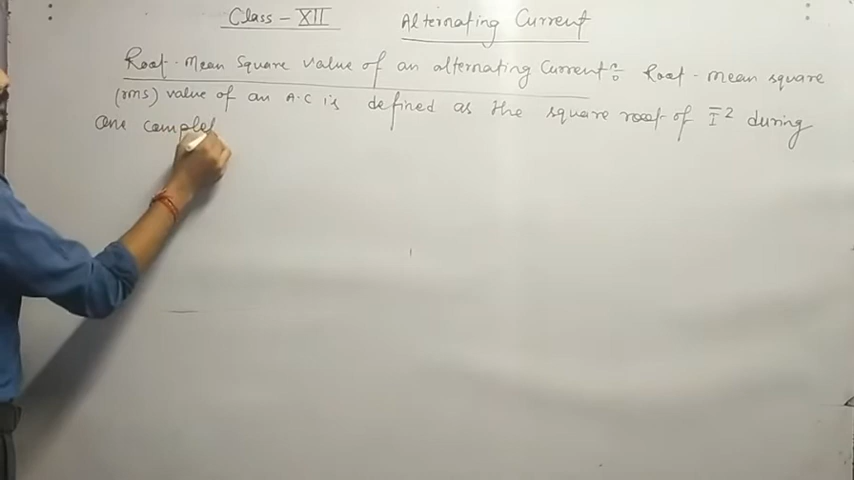 Class - XII Alternating Current
Root - Mean Square value of an alternating Current: Root - mean square
(rms) value of an A.C is defined as the square root of I̅² during
One complet